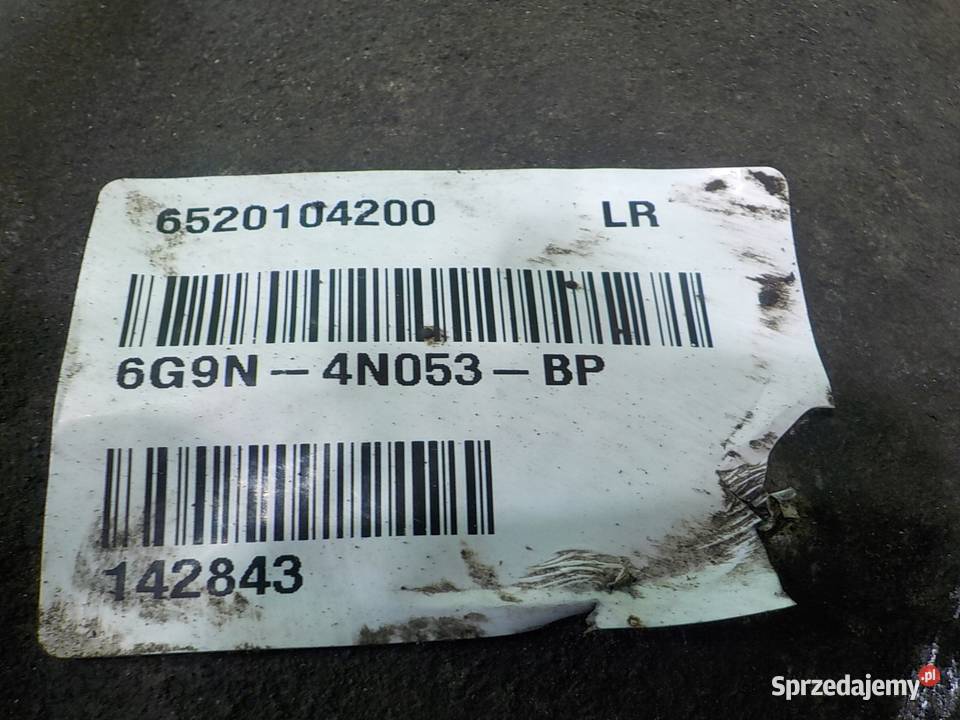 6520104200 LR
6G9N-4N053-BP
142843
Sprzedajemy.pl